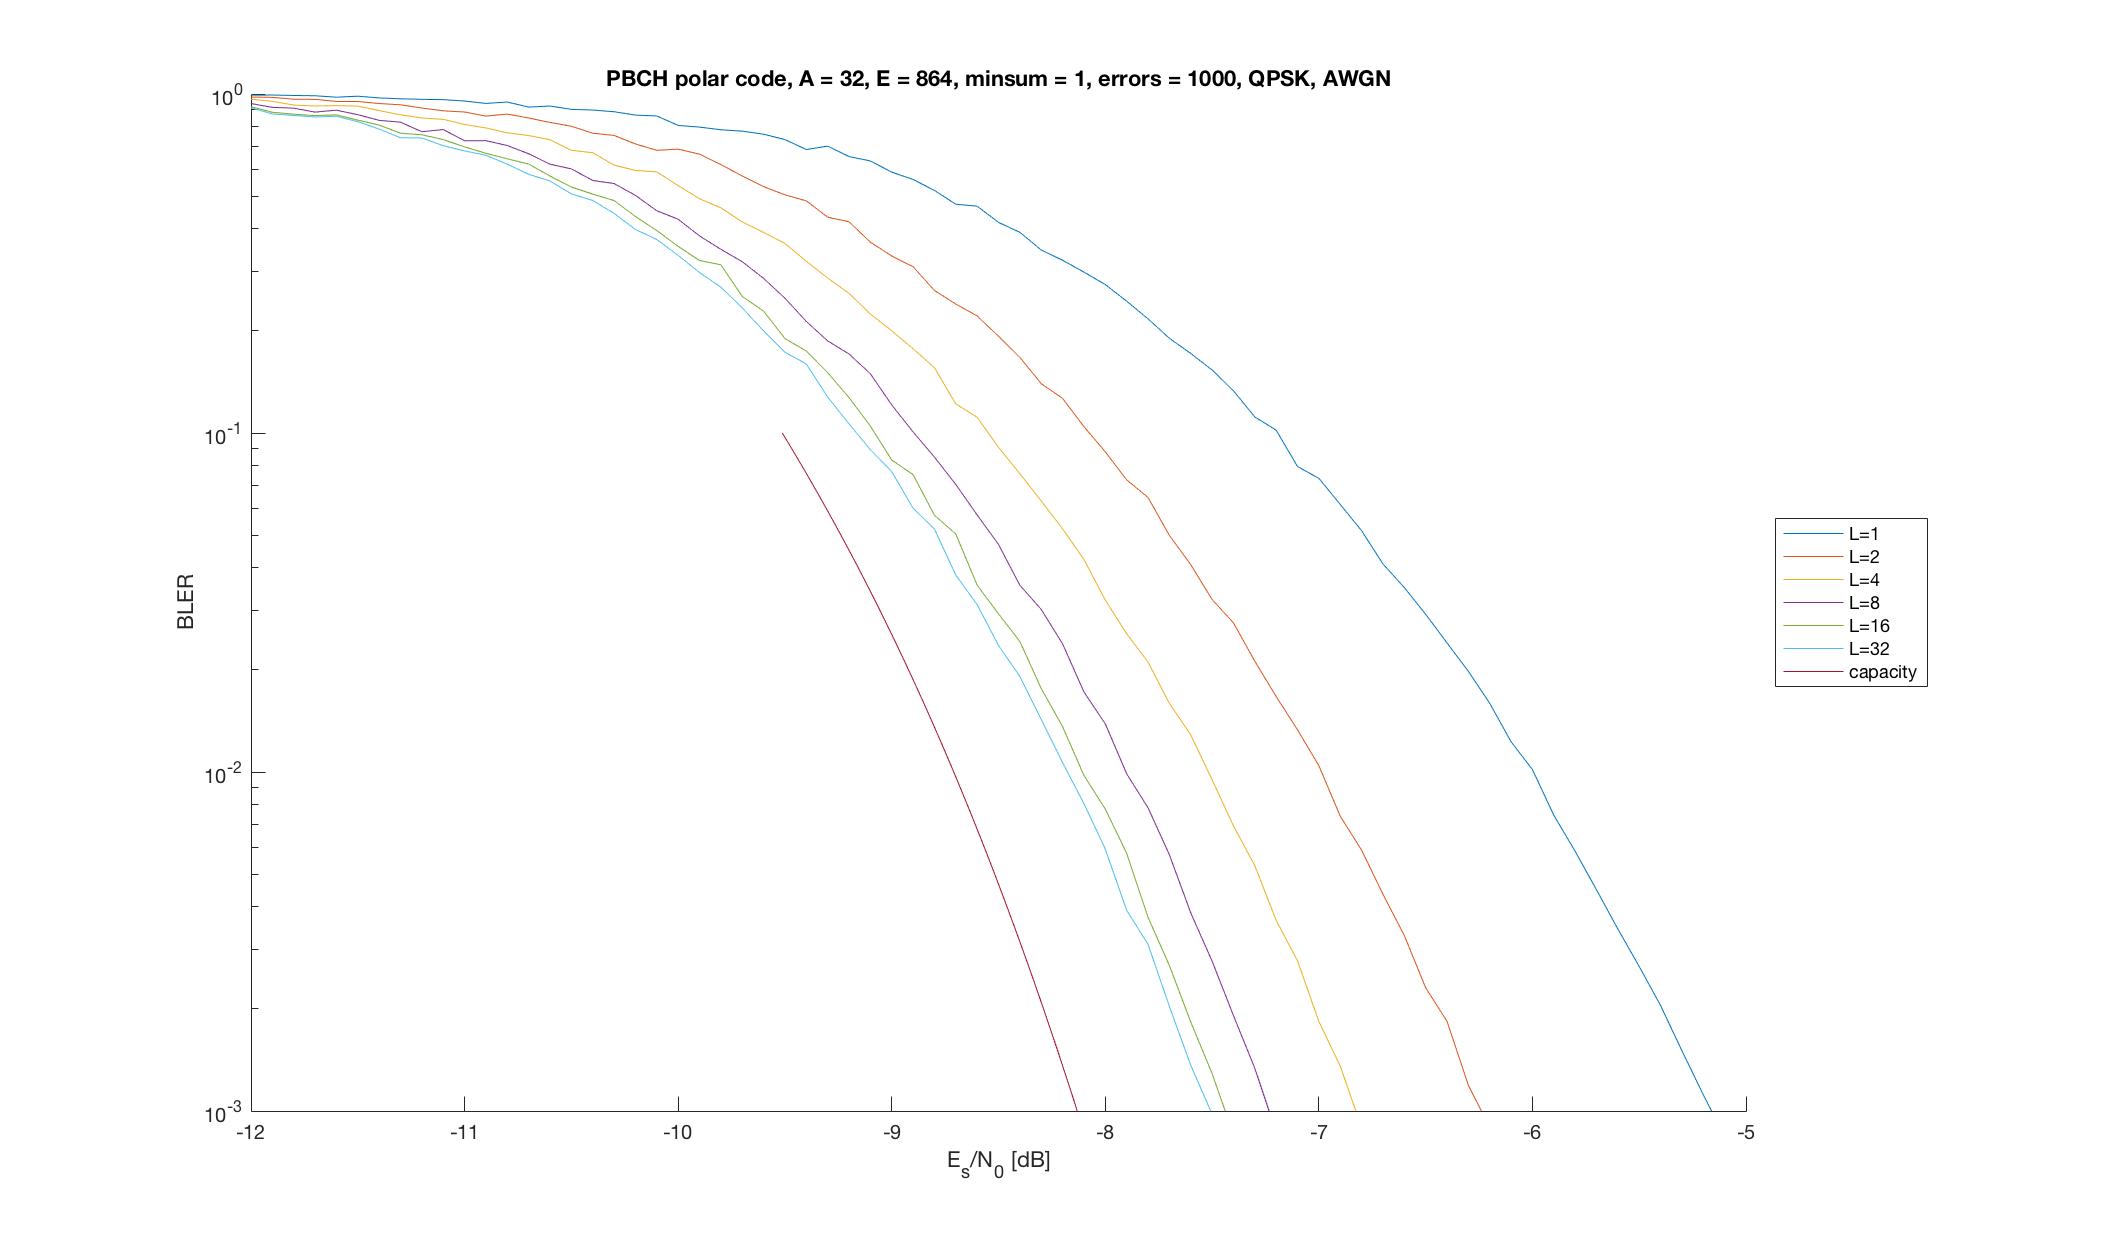 PBCH polar code, A = 32, E = 864, minsum = 1, errors = 1000, QPSK, AWGN
10^0
10^-1
10^-2
10^-3
BLER
-12 -11 -10 -9 -8 -7 -6 -5
E_s/N_0 [dB]
L=1
L=2
L=4
L=8
L=16
L=32
capacity